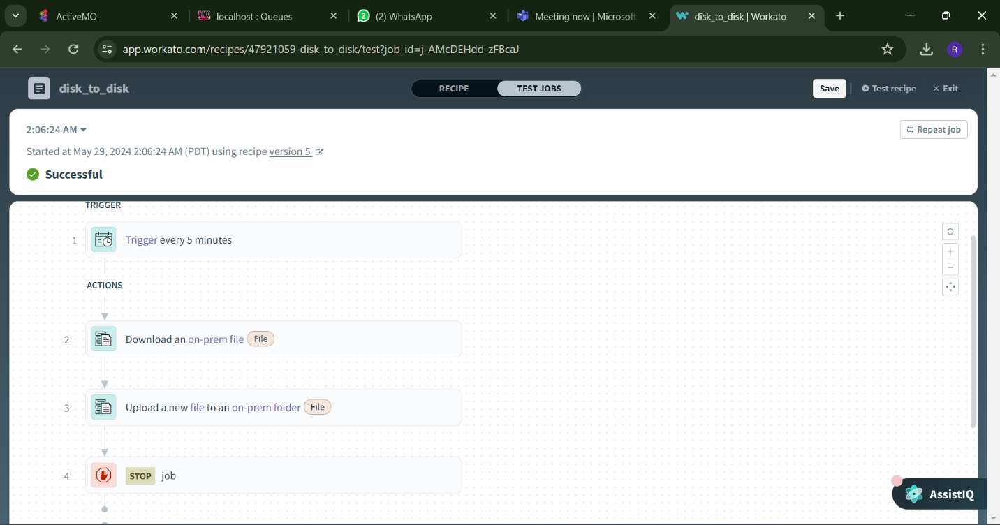 ActiveMQ
localhost : Queues
(2) WhatsApp
Meeting now | Microsoft
disk_to_disk | Workato
app.workato.com/recipes/47921059-disk_to_disk/test?job_id=j-AMcDEHdd-zFBcaJ
R
disk_to_disk
RECIPE
TEST JOBS
Save
Test recipe
Exit
2:06:24 AM
Repeat job
Started at May 29, 2024 2:06:24 AM (PDT) using recipe version 5
Successful
TRIGGER
1 Trigger every 5 minutes
ACTIONS
2 Download an on-prem file File
3 Upload a new file to an on-prem folder File
4 STOP job
AssistIQ